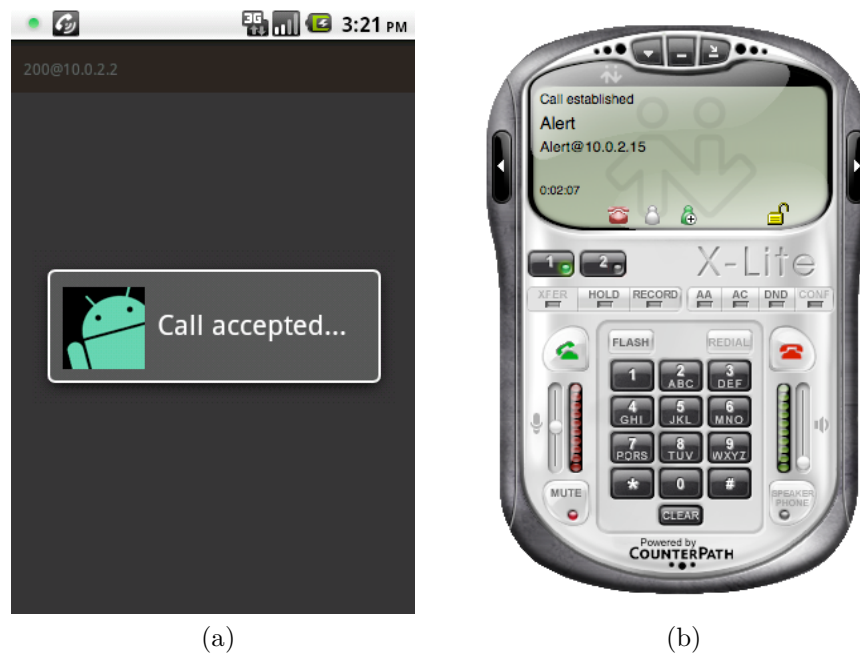 3G 3:21 PM
200@10.0.2.2
Call accepted...
(a)
Call established
Alert
Alert@10.0.2.15
0:02:07
1 2 X-Lite
XFER HOLD RECORD AA AC DND CONF
FLASH REDIAL
1 2 ABC 3 DEF
4 GHI 5 JKL 6 MNO
7 PQRS 8 TUV 9 WXYZ
* 0 #
MUTE SPEAKER PHONE
CLEAR
Powered by
COUNTERPATH
(b)